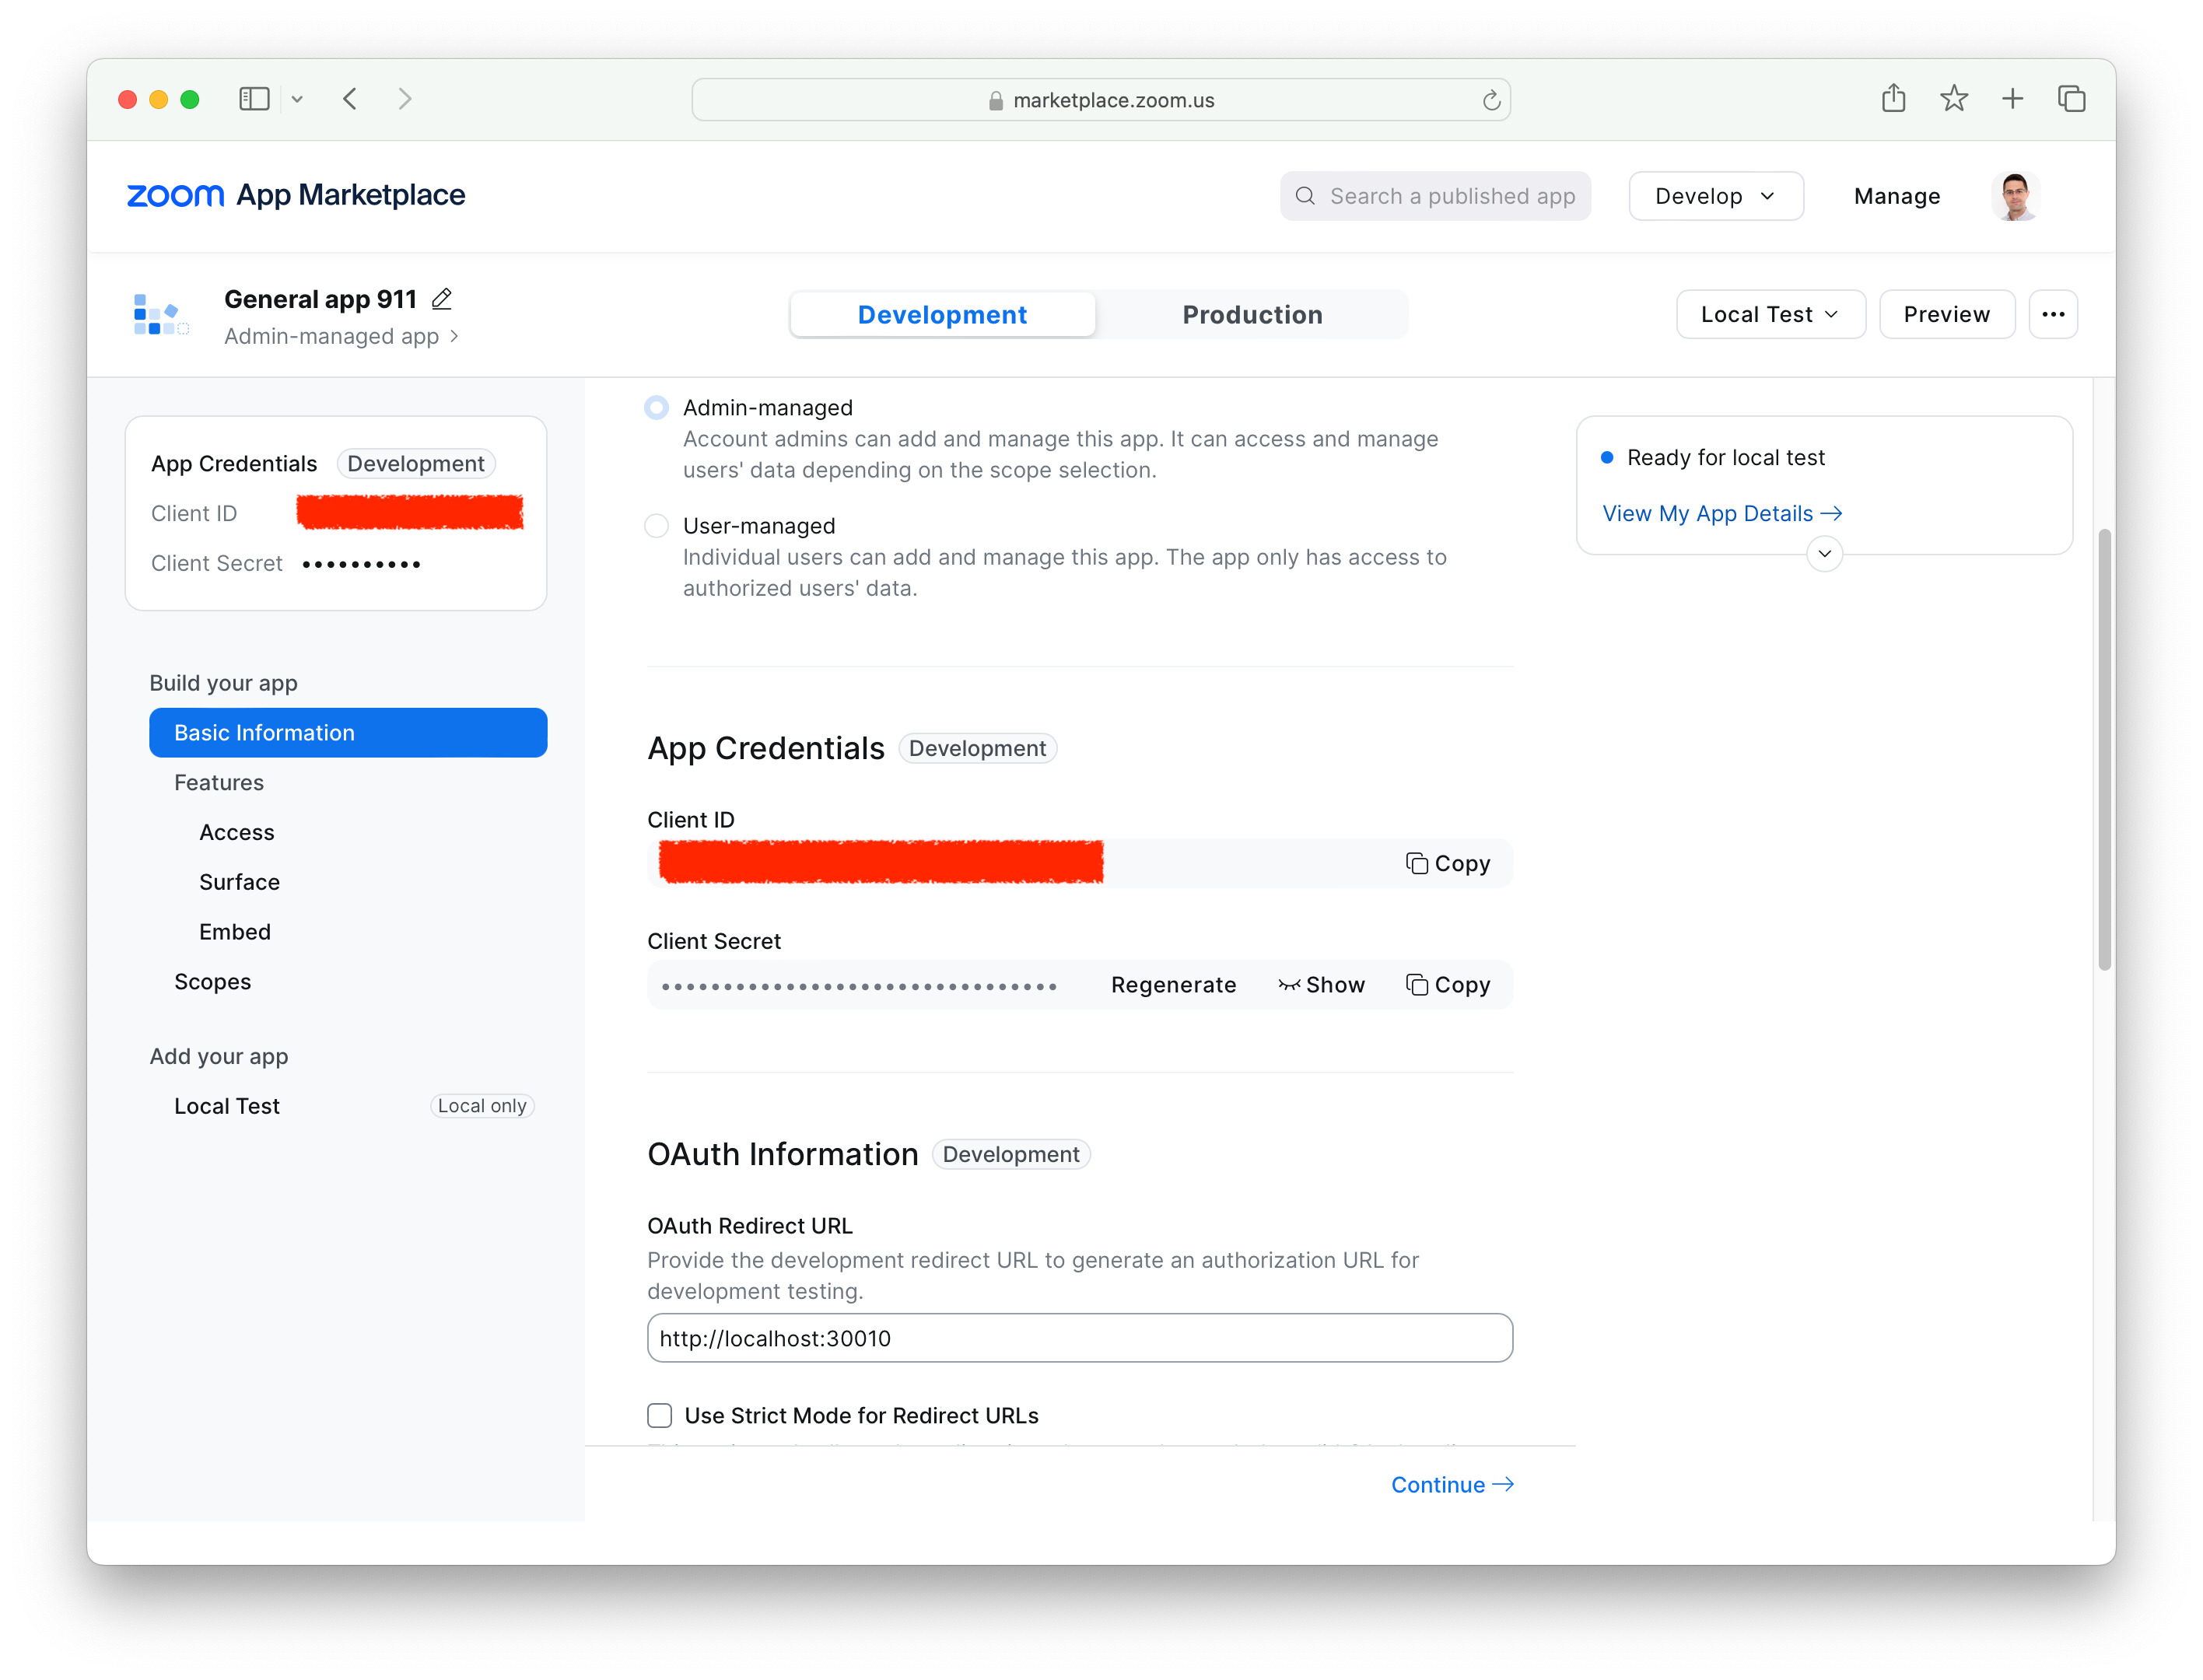 marketplace.zoom.us
zoom App Marketplace
Search a published app
Develop
Manage
General app 911
Admin-managed app
Development
Production
Local Test
Preview
App Credentials Development
Client ID
Client Secret ••••••••••
Build your app
Basic Information
Features
Access
Surface
Embed
Scopes
Add your app
Local Test Local only
Admin-managed
Account admins can add and manage this app. It can access and manage
users' data depending on the scope selection.
User-managed
Individual users can add and manage this app. The app only has access to
authorized users' data.
App Credentials Development
Client ID
Copy
Client Secret
Regenerate Show Copy
OAuth Information Development
OAuth Redirect URL
Provide the development redirect URL to generate an authorization URL for
development testing.
http://localhost:30010
Use Strict Mode for Redirect URLs
Continue →
Ready for local test
View My App Details →